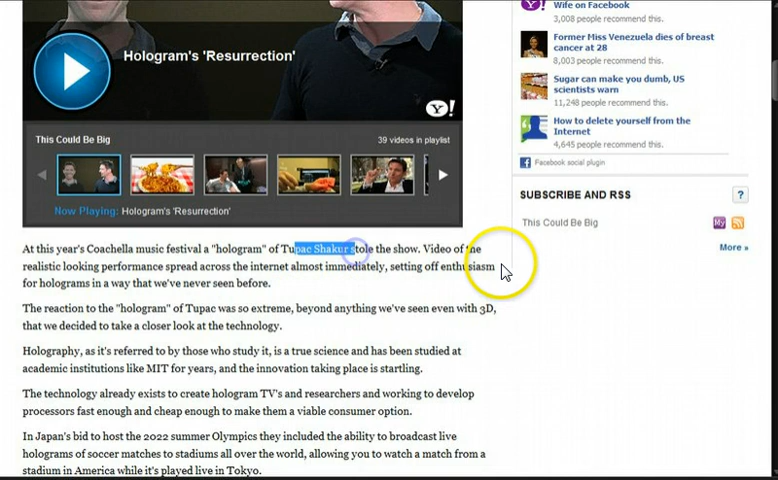 Hologram's 'Resurrection'
Y!
This Could Be Big
39 videos in playlist
Now Playing: Hologram's 'Resurrection'
At this year's Coachella music festival a "hologram" of Tupac Shakur stole the show. Video of the
realistic looking performance spread across the internet almost immediately, setting off enthusiasm
for holograms in a way that we've never seen before.
The reaction to the "hologram" of Tupac was so extreme, beyond anything we've seen even with 3D,
that we decided to take a closer look at the technology.
Holography, as it's referred to by those who study it, is a true science and has been studied at
academic institutions like MIT for years, and the innovation taking place is startling.
The technology already exists to create hologram TV's and researchers and working to develop
processors fast enough and cheap enough to make them a viable consumer option.
In Japan's bid to host the 2022 summer Olympics they included the ability to broadcast live
holograms of soccer matches to stadiums all over the world, allowing you to watch a match from a
stadium in America while it's played live in Tokyo.
Y!
Wife on Facebook
3,008 people recommend this.
Former Miss Venezuela dies of breast
cancer at 28
8,003 people recommend this.
Sugar can make you dumb, US
scientists warn
11,248 people recommend this.
How to delete yourself from the
Internet
4,645 people recommend this.
f Facebook social plugin
SUBSCRIBE AND RSS
?
This Could Be Big
My
More »